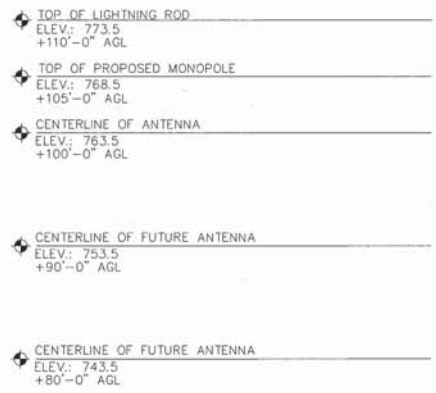 TOP OF LIGHTNING ROD
ELEV.: 773.5
+110'-0" AGL
TOP OF PROPOSED MONOPOLE
ELEV.: 768.5
+105'-0" AGL
CENTERLINE OF ANTENNA
ELEV.: 763.5
+100'-0" AGL
CENTERLINE OF FUTURE ANTENNA
ELEV.: 753.5
+90'-0" AGL
CENTERLINE OF FUTURE ANTENNA
ELEV.: 743.5
+80'-0" AGL